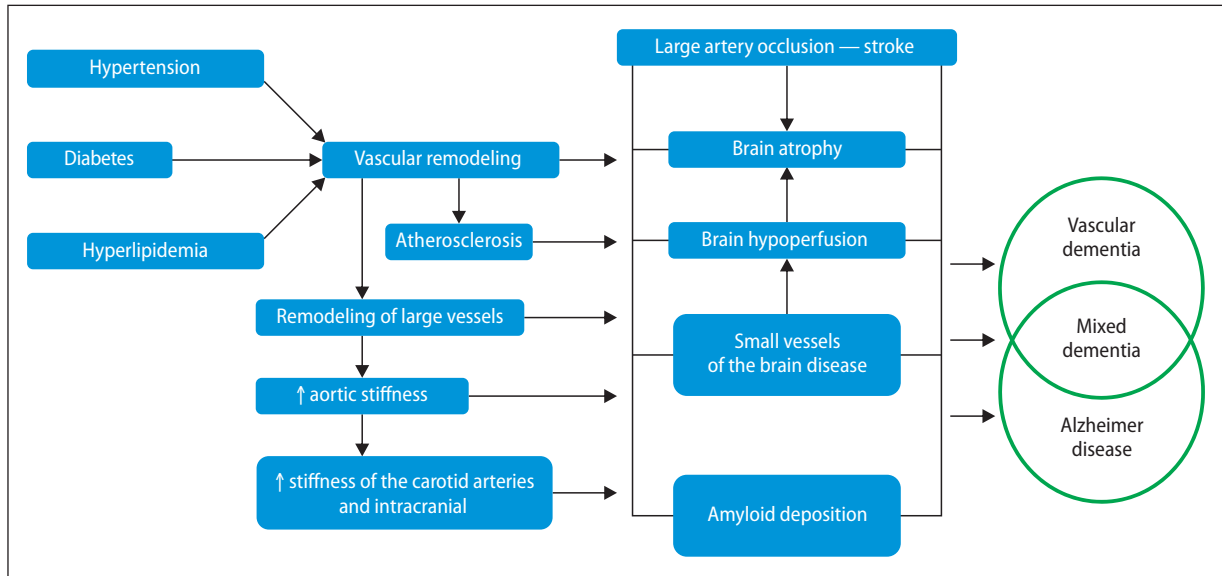 Large artery occlusion — stroke
Hypertension
Diabetes
Vascular remodeling
Brain atrophy
Hyperlipidemia
Atherosclerosis
Brain hypoperfusion
Remodeling of large vessels
Small vessels
of the brain disease
↑ aortic stiffness
↑ stiffness of the carotid arteries
and intracranial
Amyloid deposition
Vascular
dementia
Mixed
dementia
Alzheimer
disease